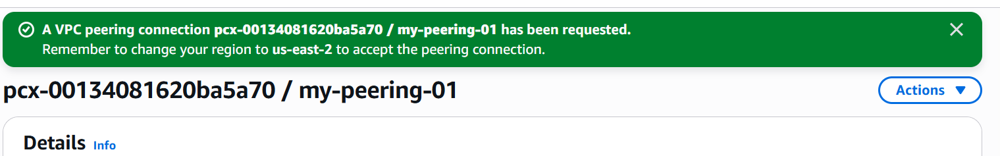 A VPC peering connection pcx-00134081620ba5a70 / my-peering-01 has been requested.
Remember to change your region to us-east-2 to accept the peering connection.
pcx-00134081620ba5a70 / my-peering-01
Actions
Details Info